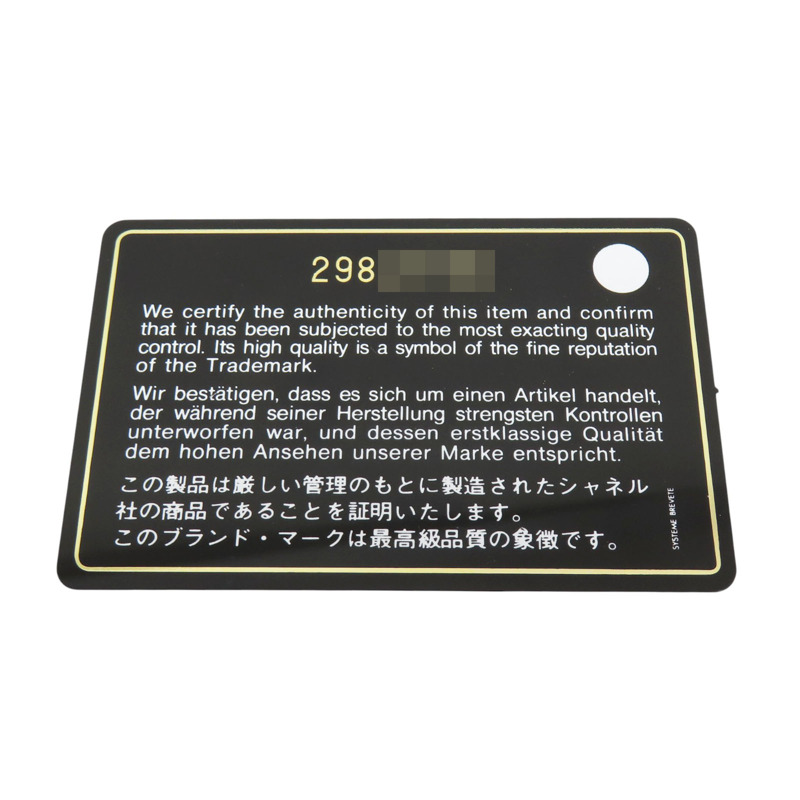 298
We certify the authenticity of this item and confirm
that it has been subjected to the most exacting quality
control. Its high quality is a symbol of the fine reputation
of the Trademark.
Wir bestätigen, dass es sich um einen Artikel handelt,
der während seiner Herstellung strengsten Kontrollen
unterworfen war, und dessen erstklassige Qualität
dem hohen Ansehen unserer Marke entspricht.
この製品は厳しい管理のもとに製造されたシャネル
社の商品であることを証明いたします。
このブランド・マークは最高級品質の象徴です。
SYSTEME BREVETE